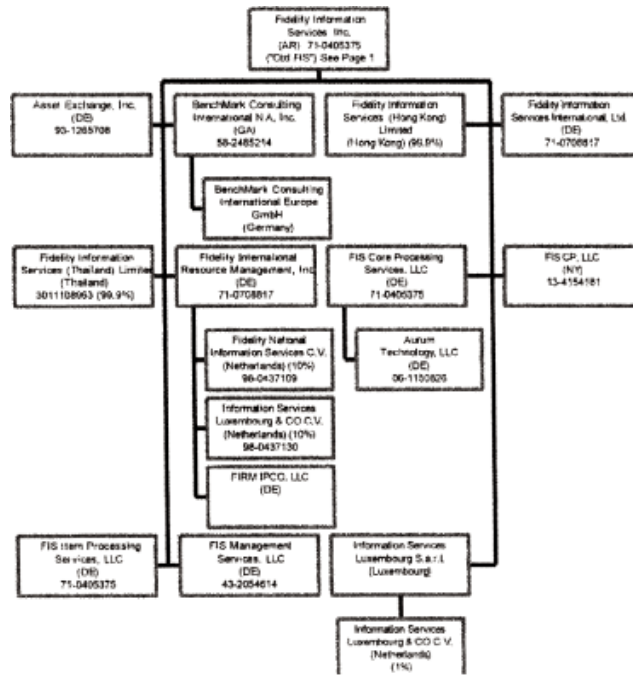 Fidelity Information
Services Inc.
(AR) 71-0405375
("Old FIS") See Page 1
Asset Exchange, Inc.
(DE)
93-1265708
BenchMark Consulting
International N.A, Inc.
(GA)
58-2485214
Fidelity Information
Services (Hong Kong)
Limited
(Hong Kong) (99.9%)
Fidelity Information
Services International, Ltd.
(DE)
71-0708817
BenchMark Consulting
International Europe
GmbH
(Germany)
Fidelity Information
Services (Thailand) Limited
(Thailand)
3011108963 (99.9%)
Fidelity International
Resource Management, Inc.
(DE)
71-0708817
FIS Core Processing
Services, LLC
(DE)
71-0405375
FIS CP, LLC
(NY)
13-4154181
Fidelity National
Information Services C.V.
(Netherlands) (10%)
98-0437109
Aurum
Technology, LLC
(DE)
Information Services
Luxembourg & CO C.V.
(Netherlands) (10%)
98-0437130
FIRM IPCO, LLC
(DE)
FIS Item Processing
Services, LLC
(DE)
71-0405375
FIS Management
Services, LLC
(DE)
43-2054614
Information Services
Luxembourg S.a.r.l.
(Luxembourg)
Information Services
Luxembourg & CO C.V.
(Netherlands)
(1%)